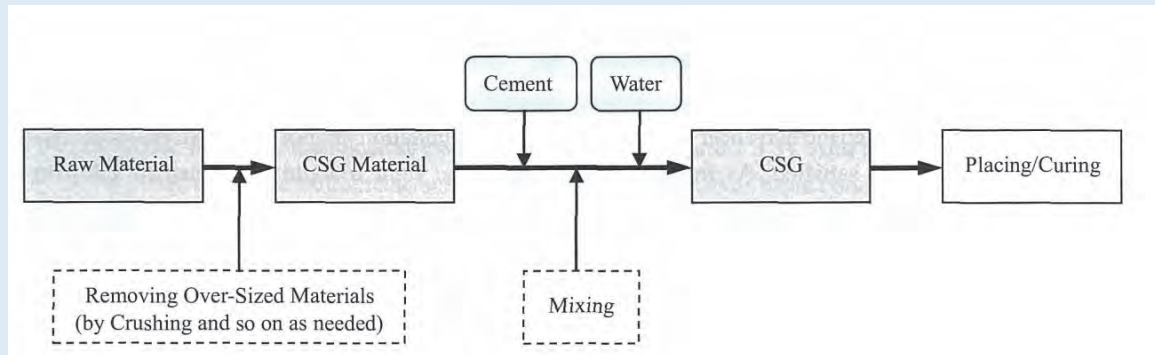 Cement
Water
Raw Material
CSG Material
CSG
Placing/Curing
Removing Over-Sized Materials
(by Crushing and so on as needed)
Mixing